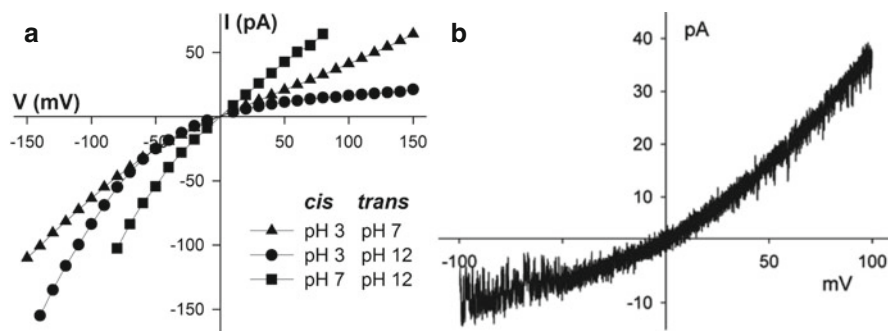 a
I (pA)
V (mV)
50
-150 -100 -50 50 100 150
-50
-100
-150
cis trans
pH 3 pH 7
pH 3 pH 12
pH 7 pH 12
b
pA
40
30
20
10
-100 50 100
mV
-10